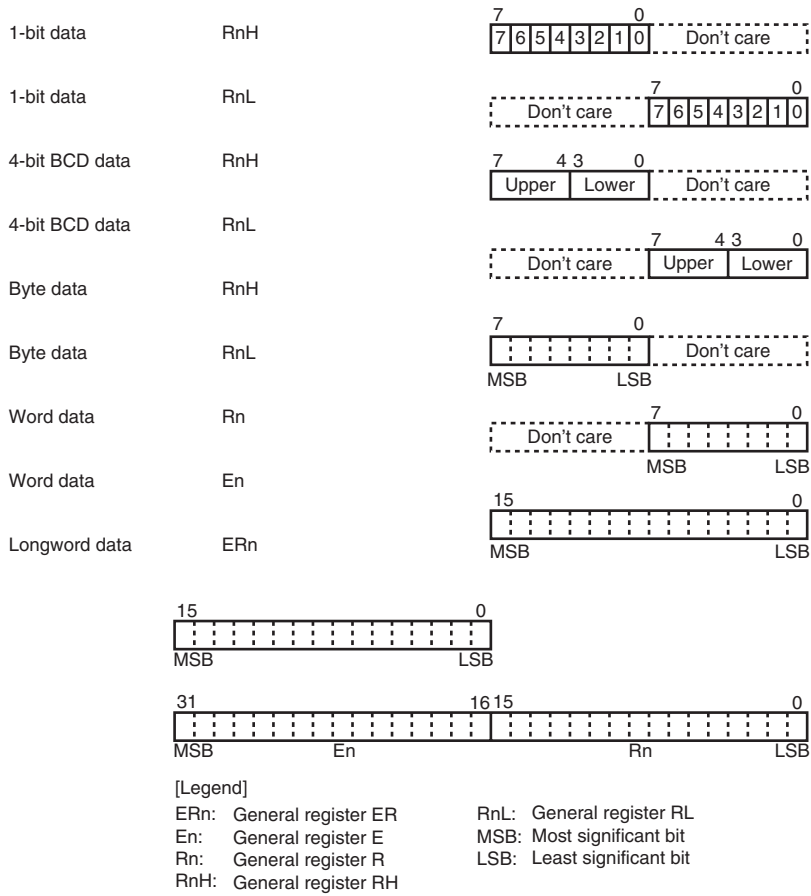 7 0
1-bit data RnH 7 6 5 4 3 2 1 0 Don't care
7 0
1-bit data RnL Don't care 7 6 5 4 3 2 1 0
4-bit BCD data RnH 7 4 3 0
Upper Lower Don't care
4-bit BCD data RnL
7 4 3 0
Don't care Upper Lower
Byte data RnH
7 0
Byte data RnL Don't care
MSB LSB
Word data Rn 7 0
Don't care
MSB LSB
Word data En
15 0
Longword data ERn
MSB LSB
15 0
MSB LSB
31 16 15 0
MSB En Rn LSB
[Legend]
ERn: General register ER RnL: General register RL
En: General register E MSB: Most significant bit
Rn: General register R LSB: Least significant bit
RnH: General register RH